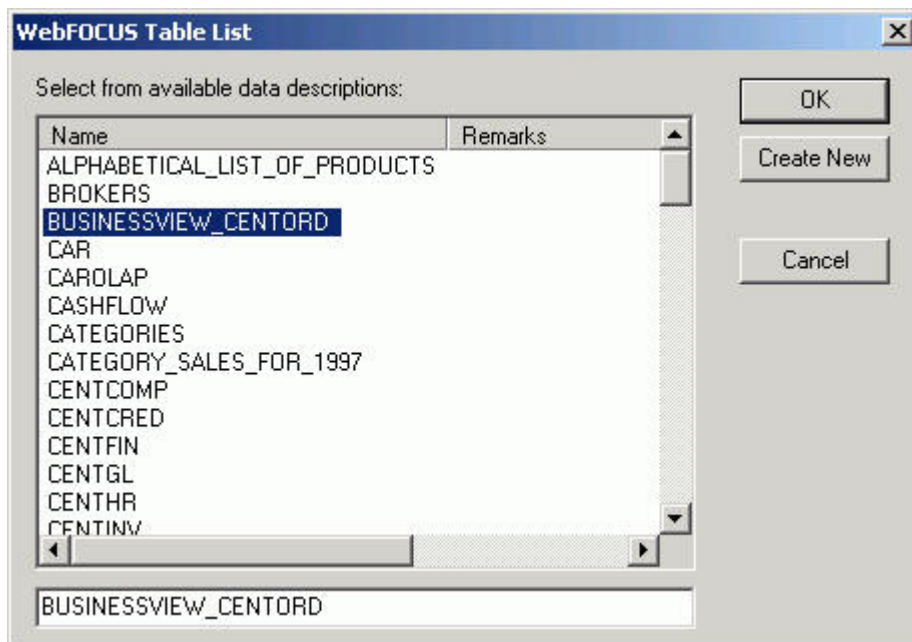 WebFOCUS Table List
Select from available data descriptions:
Name Remarks
ALPHABETICAL_LIST_OF_PRODUCTS
BROKERS
BUSINESSVIEW_CENTORD
CAR
CAROLAP
CASHFLOW
CATEGORIES
CATEGORY_SALES_FOR_1997
CENTCOMP
CENTCRED
CENTFIN
CENTGL
CENTHR
CENTINV
BUSINESSVIEW_CENTORD
OK
Create New
Cancel